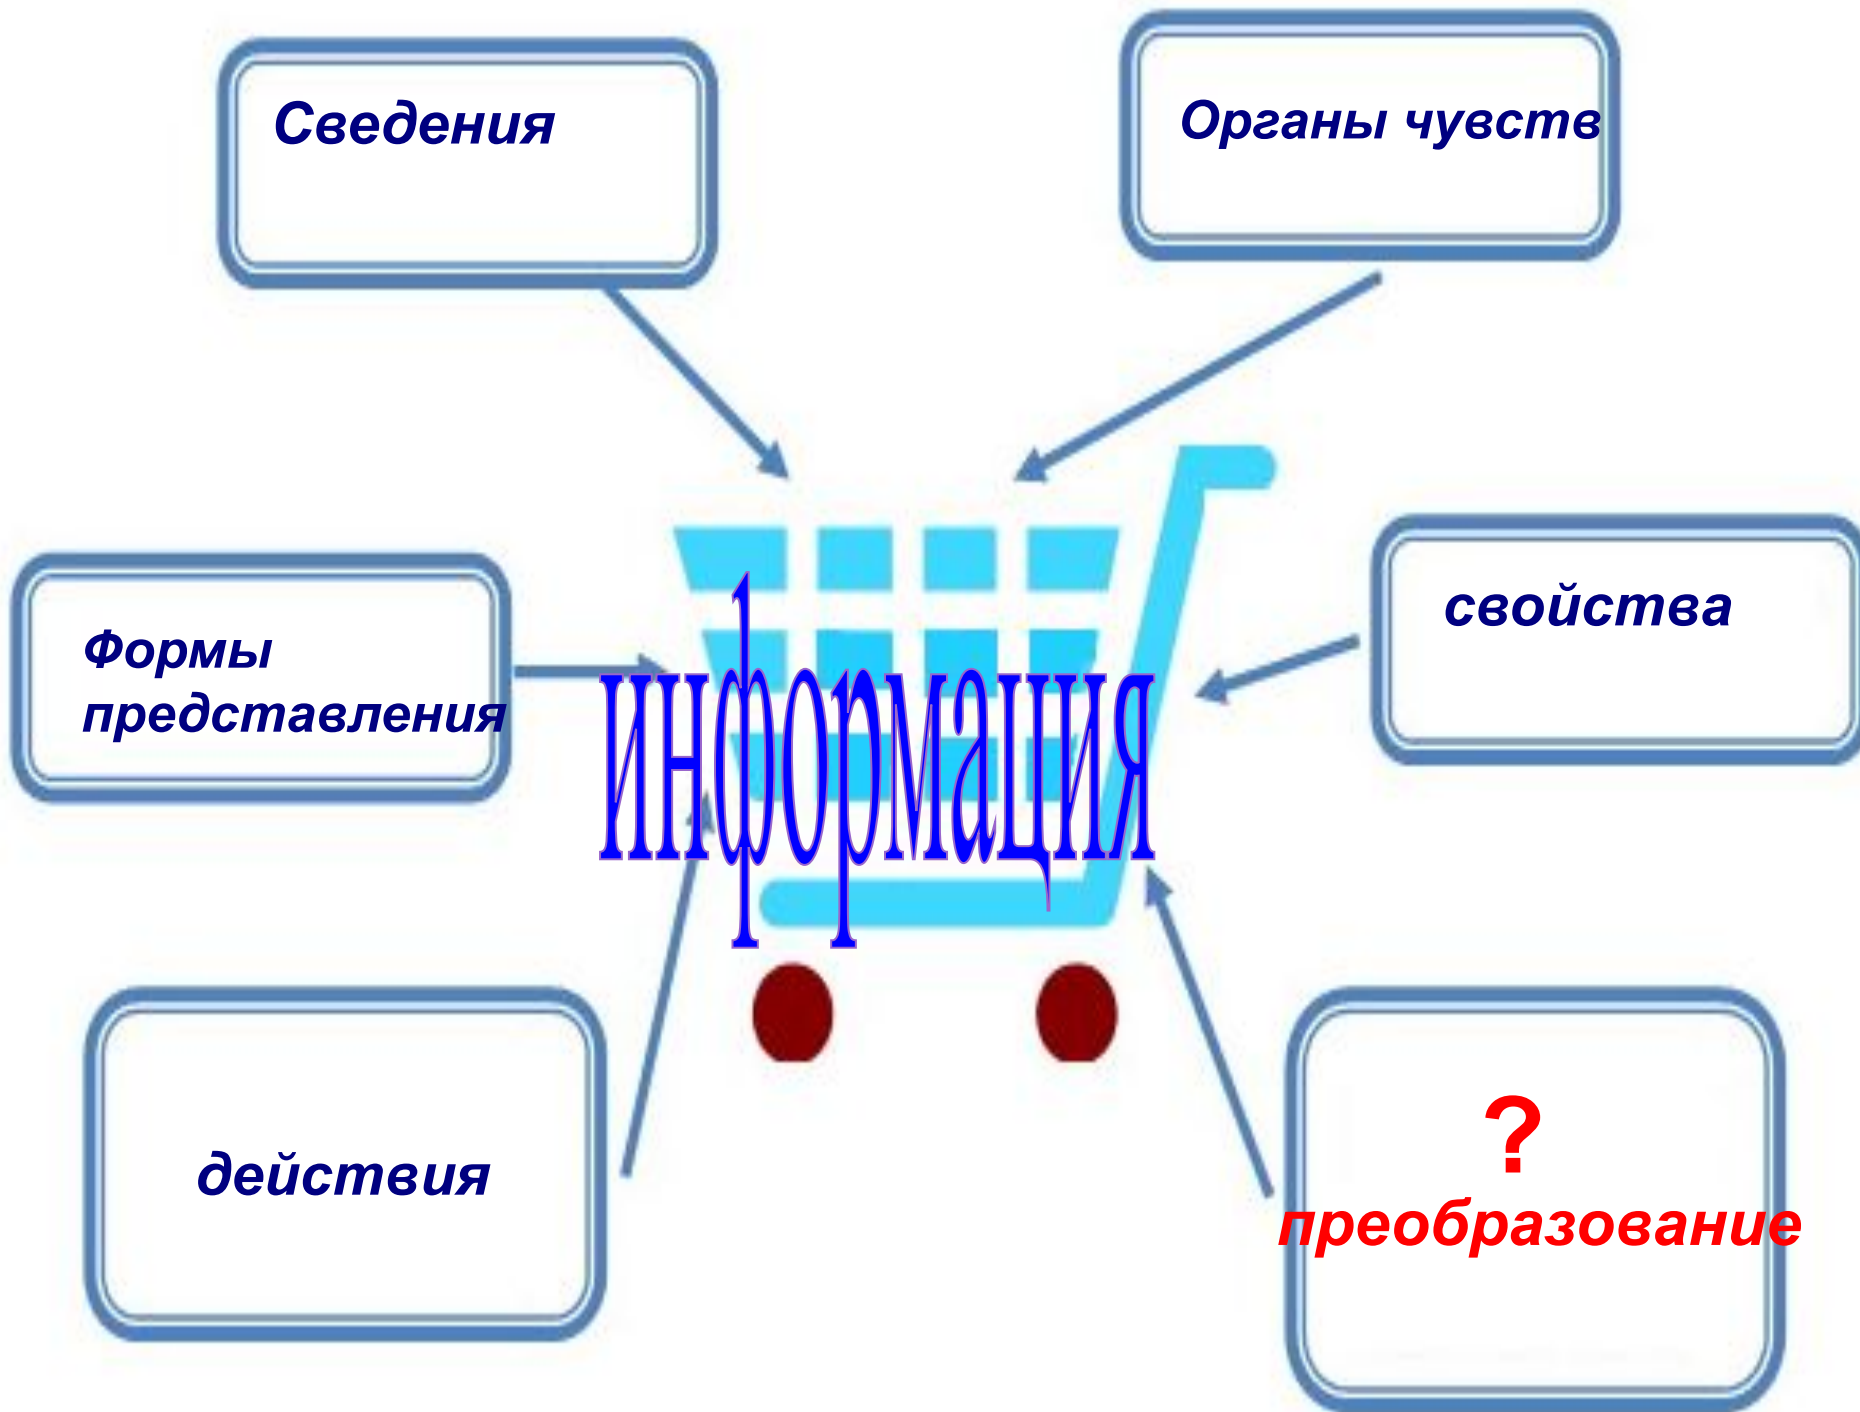 Сведения
Органы чувств
Формы
представления
информация
свойства
действия
?
преобразование